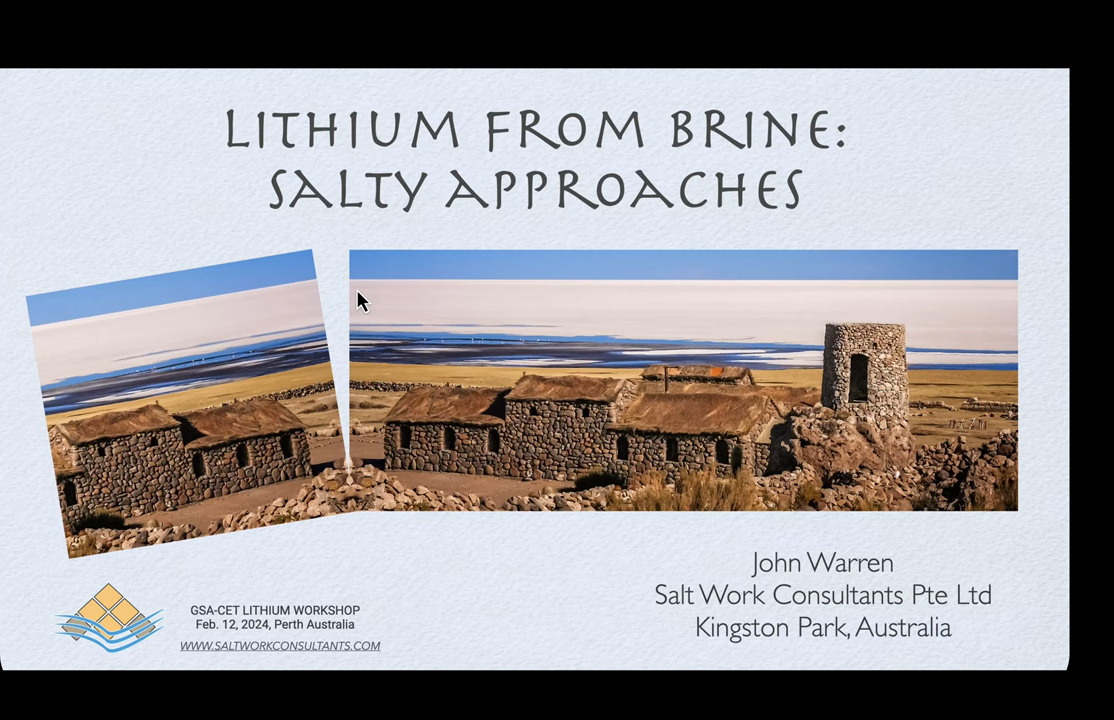 LITHIUM FROM BRINE:
SALTY APPROACHES
John Warren
Salt Work Consultants Pte Ltd
Kingston Park, Australia
GSA-CET LITHIUM WORKSHOP
Feb. 12, 2024, Perth Australia
WWW.SALTWORKCONSULTANTS.COM